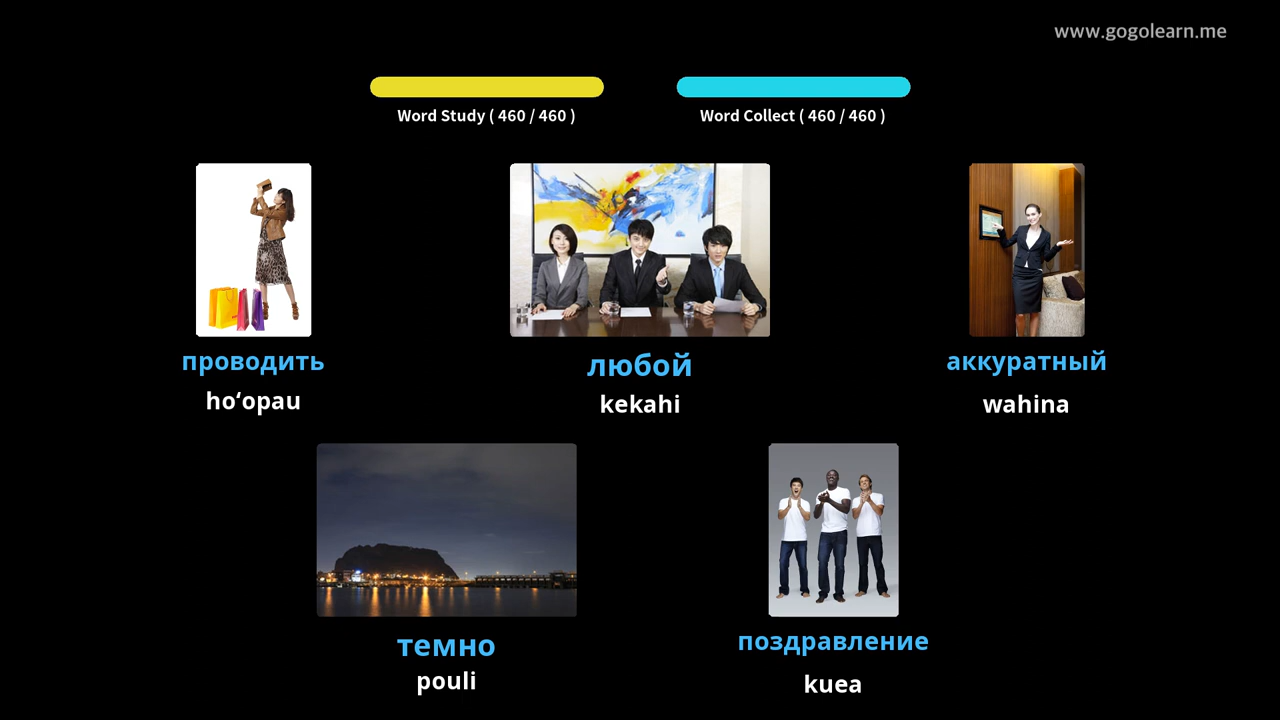 www.gogolearn.me
Word Study ( 460 / 460 )
Word Collect ( 460 / 460 )
проводить
любой
аккуратный
hoʻopau
kekahi
wahina
темно
поздравление
pouli
kuea